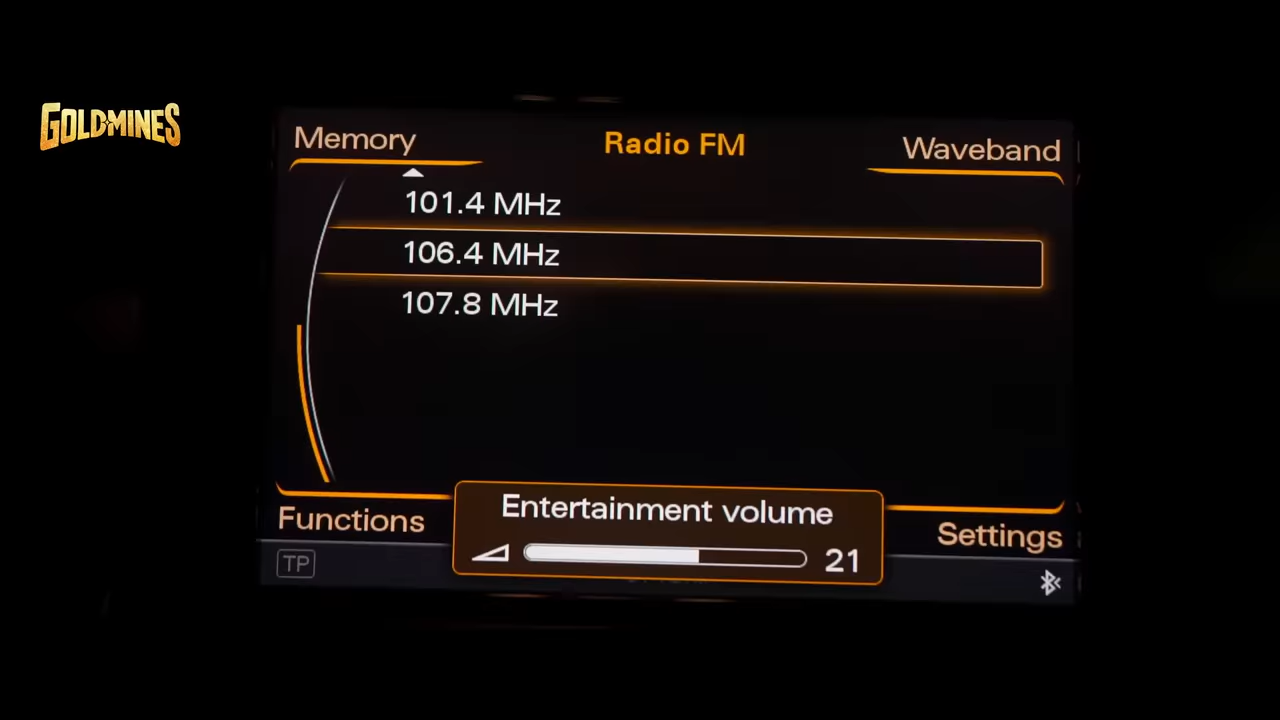 GOLDMINES
Memory
Radio FM
Waveband
101.4 MHz
106.4 MHz
107.8 MHz
Entertainment volume
21
Functions
Settings
TP